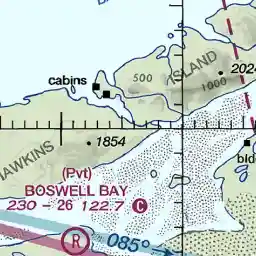 cabins
500
ISLAND
2024
1000
1854
HAWKINS
bld
(Pvt)
BOSWELL BAY
230 - 26 122.7 C
R
085°